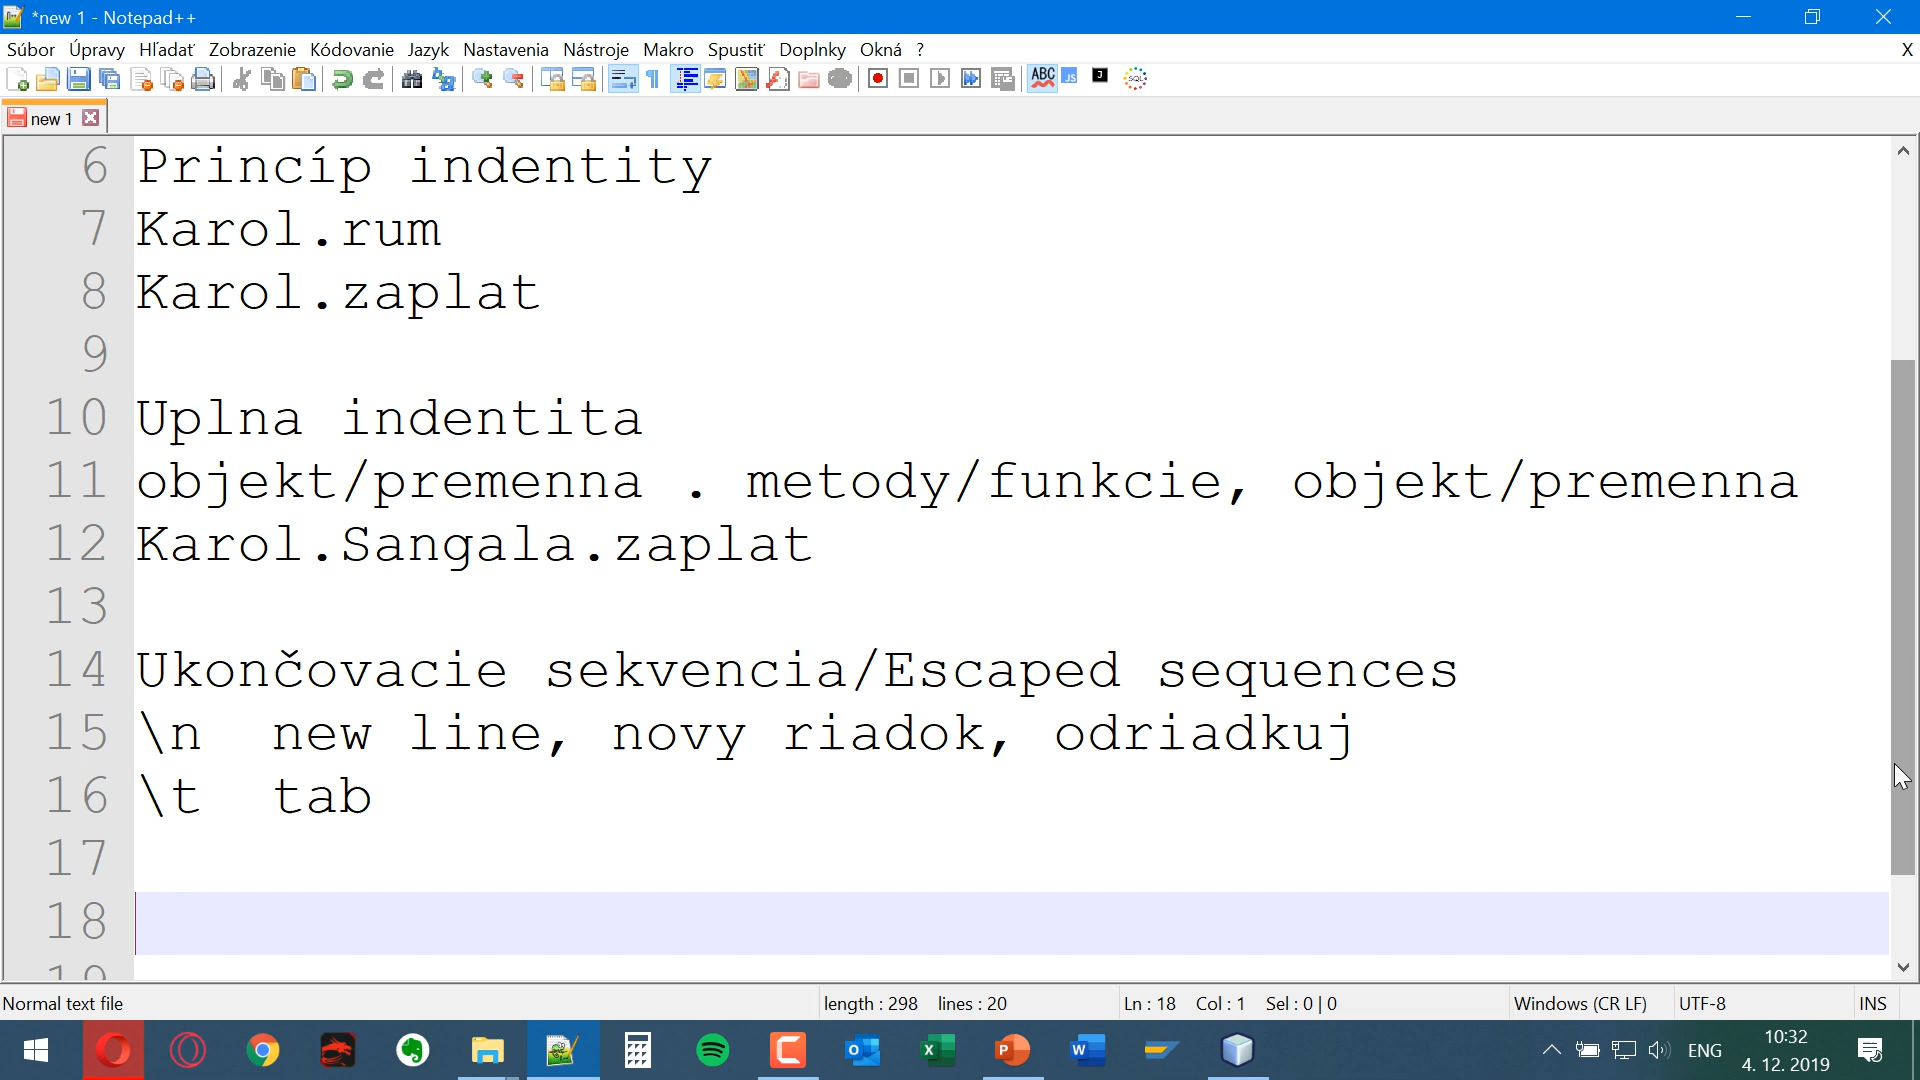 *new 1 - Notepad++
Súbor Úpravy Hľadať Zobrazenie Kódovanie Jazyk Nastavenia Nástroje Makro Spustiť Doplnky Okná ? X
new 1
6 Princíp indentity
7 Karol.rum
8 Karol.zaplat
9
10 Uplna indentita
11 objekt/premenna . metody/funkcie, objekt/premenna
12 Karol.Sangala.zaplat
13
14 Ukončovacie sekvencia/Escaped sequences
15 \n  new line, novy riadok, odriadkuj
16 \t  tab
17
18
19
Normal text file length : 298 lines : 20 Ln : 18 Col : 1 Sel : 0 | 0 Windows (CR LF) UTF-8 INS
ENG 10:32
4. 12. 2019